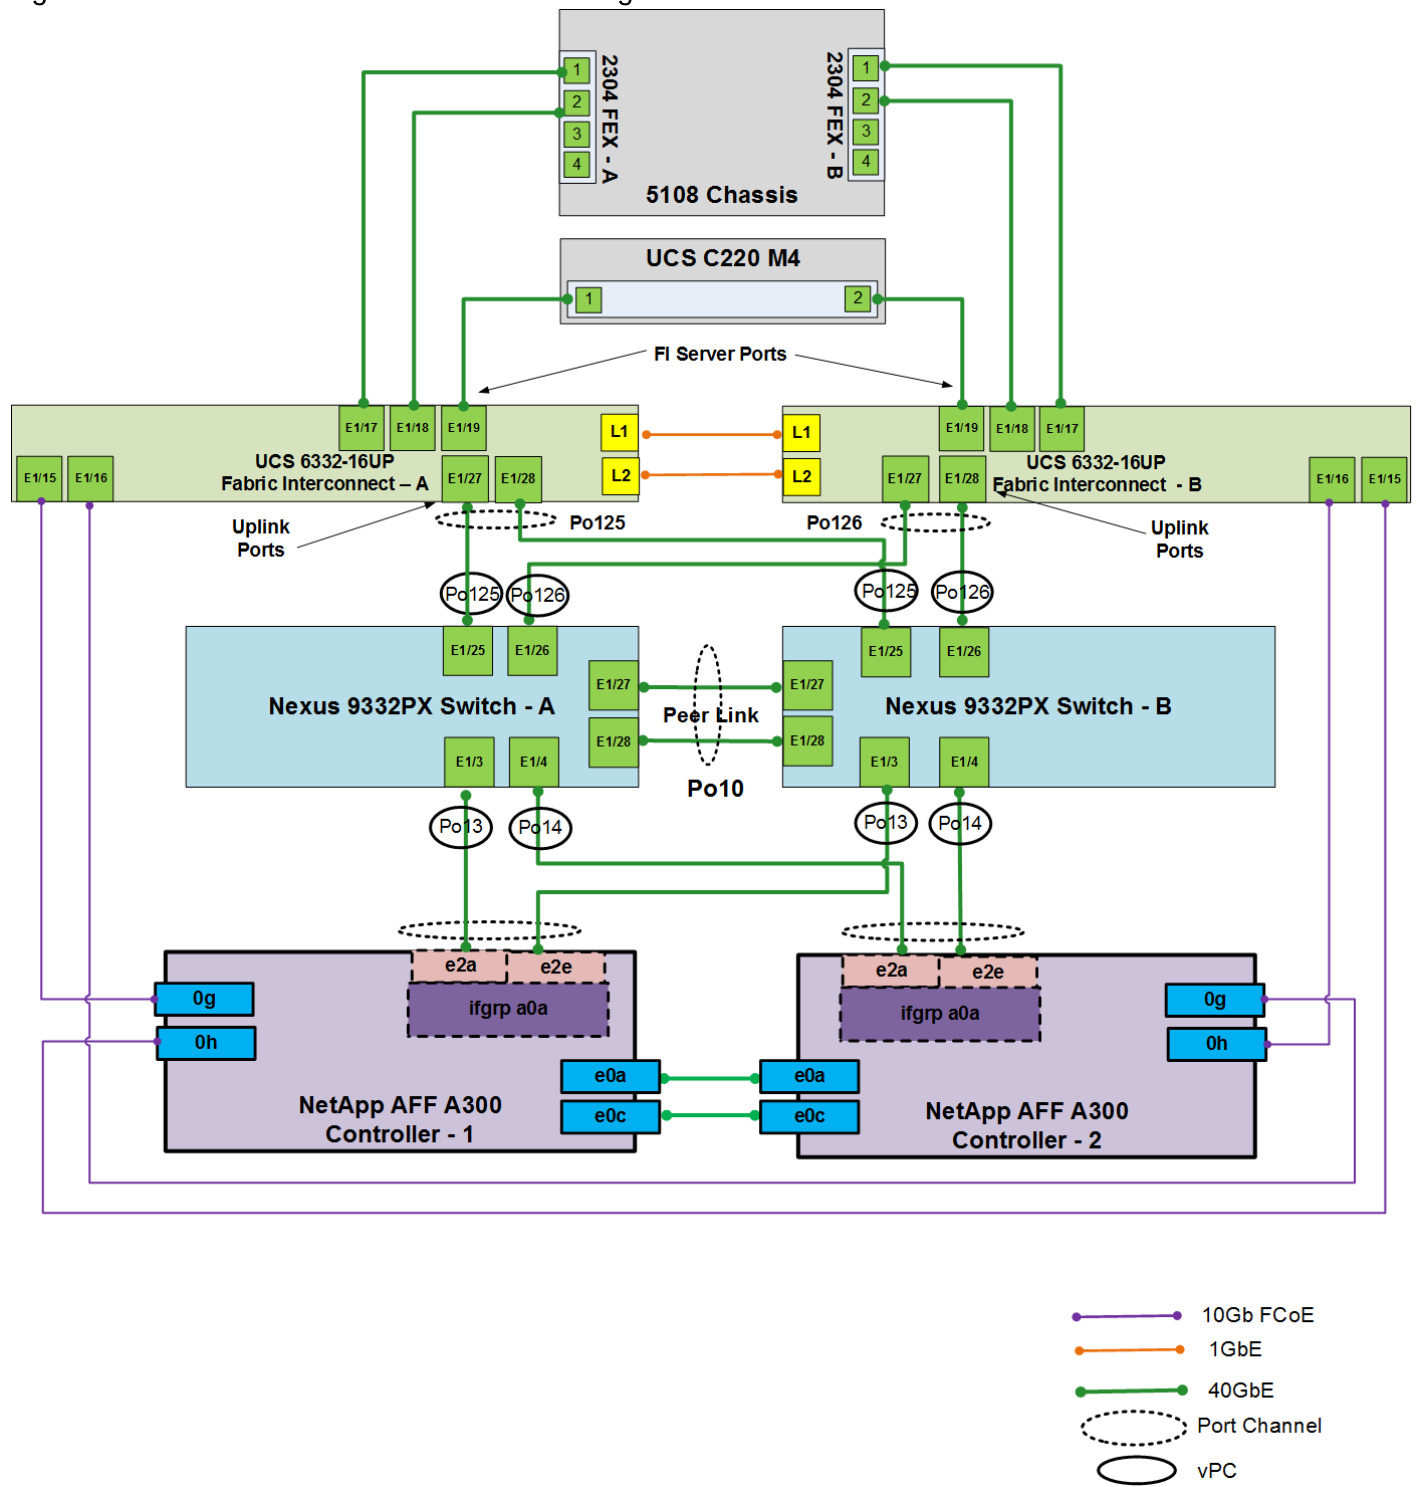 1
2
3
4
2304 FEX - A
1
2
3
4
2304 FEX - B
5108 Chassis
UCS C220 M4
1
2
FI Server Ports
E1/17
E1/18
E1/19
L1
L1
E1/19
E1/18
E1/17
UCS 6332-16UP
Fabric Interconnect – A
UCS 6332-16UP
Fabric Interconnect - B
E1/15
E1/16
E1/27
E1/28
L2
L2
E1/27
E1/28
E1/16
E1/15
Uplink
Ports
Po125
Po126
Uplink
Ports
Po125
Po126
Po125
Po126
E1/25
E1/26
E1/25
E1/26
E1/27
E1/27
Nexus 9332PX Switch - A
Peer Link
Nexus 9332PX Switch - B
E1/28
E1/28
E1/3
E1/4
E1/3
E1/4
Po10
Po13
Po14
Po13
Po14
e2a
e2e
e2a
e2e
0g
ifgrp a0a
ifgrp a0a
0g
0h
0h
e0a
e0a
NetApp AFF A300
Controller - 1
e0c
e0c
NetApp AFF A300
Controller - 2
10Gb FCoE
1GbE
40GbE
Port Channel
vPC